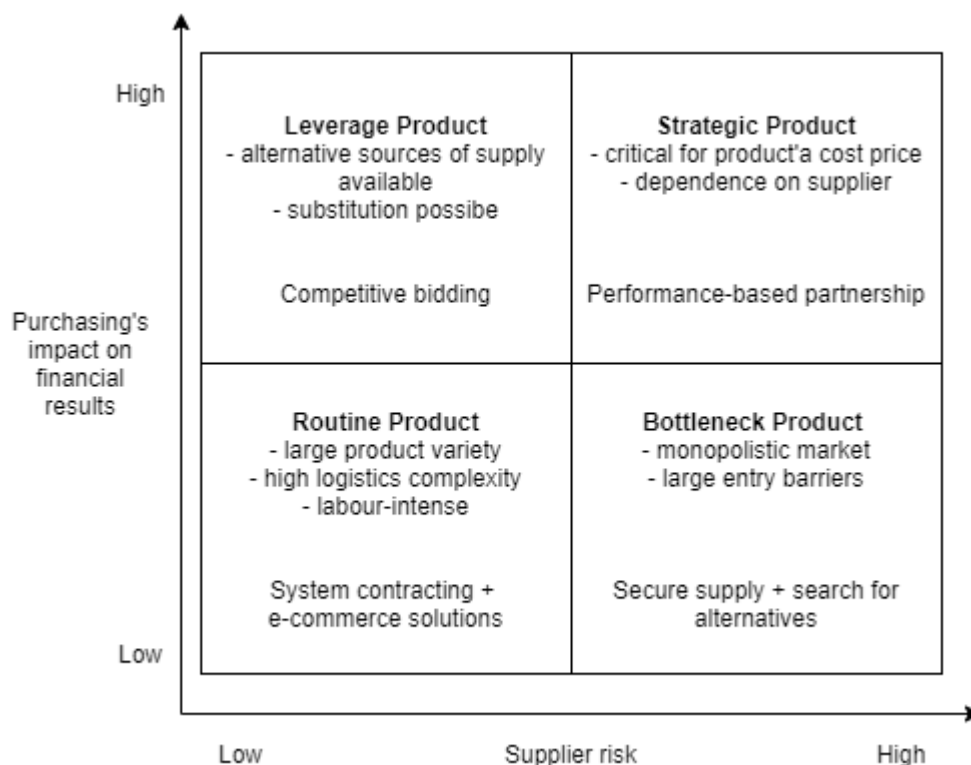 High
Leverage Product
- alternative sources of supply
available
- substitution possibe
Competitive bidding
Strategic Product
- critical for product'a cost price
- dependence on supplier
Performance-based partnership
Purchasing's
impact on
financial
results
Routine Product
- large product variety
- high logistics complexity
- labour-intense
System contracting +
e-commerce solutions
Bottleneck Product
- monopolistic market
- large entry barriers
Secure supply + search for
alternatives
Low
Low
Supplier risk
High